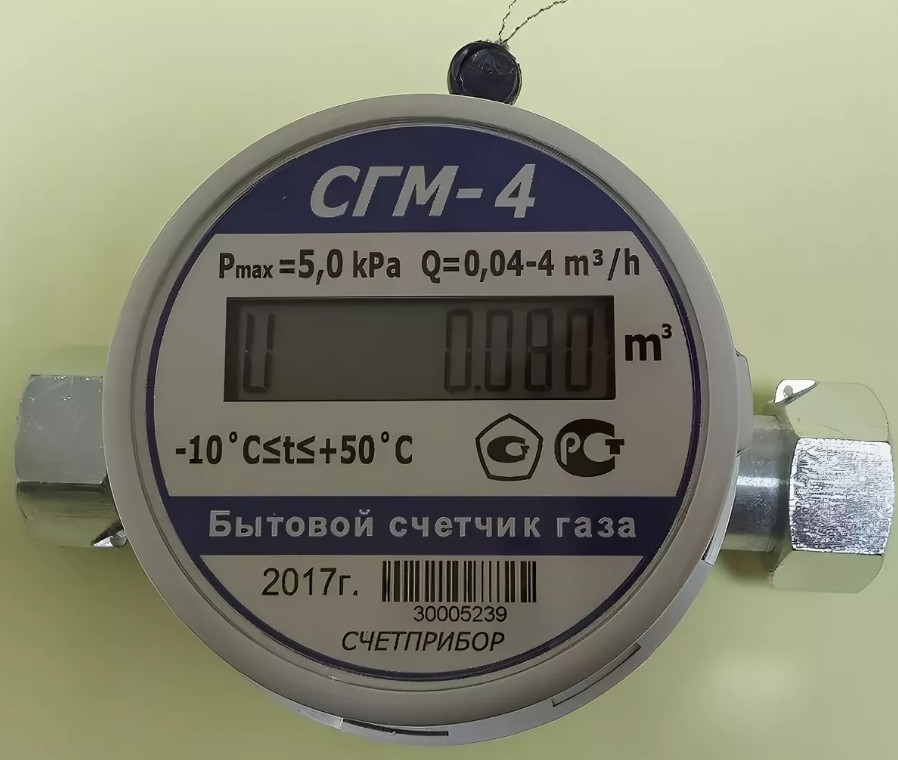 СГМ-4
Pmax=5,0 kPa Q=0,04-4 m³/h
U 0.080 m³
-10°C≤t≤+50°C
РСТ
Бытовой счетчик газа
2017г.
30005239
СЧЕТПРИБОР